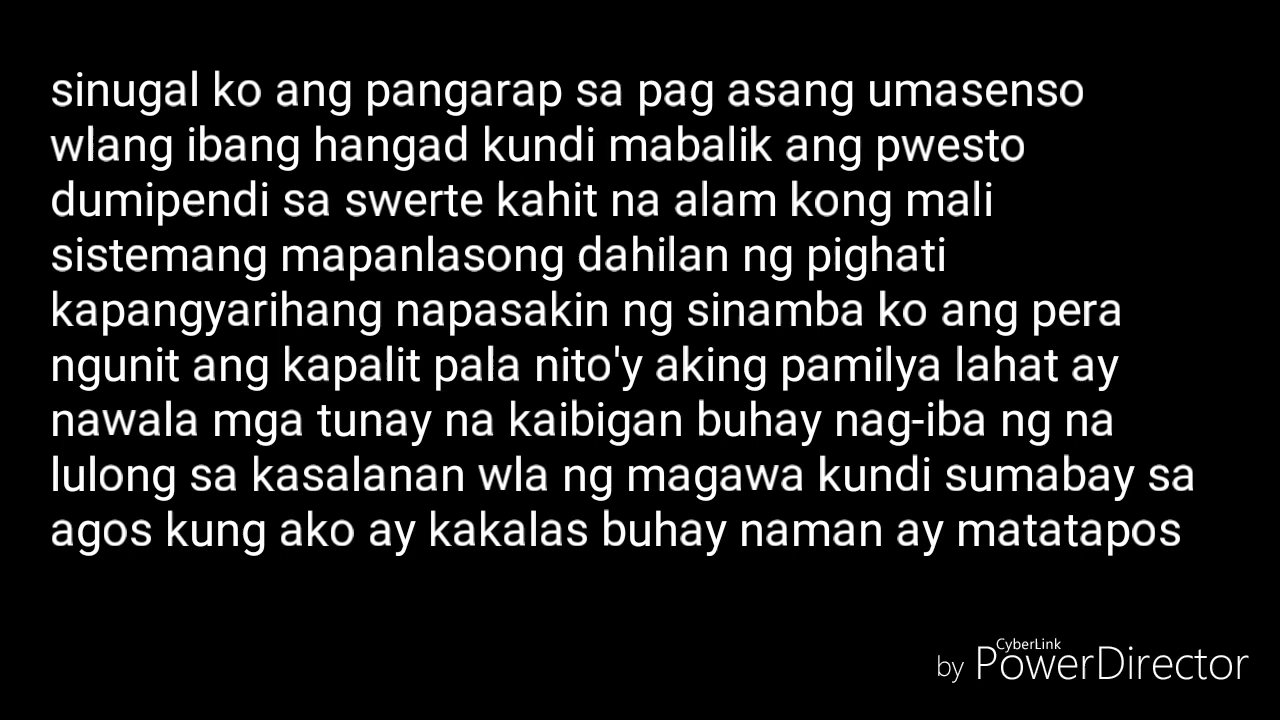 sinugal ko ang pangarap sa pag asang umasenso
wlang ibang hangad kundi mabalik ang pwesto
dumipendi sa swerte kahit na alam kong mali
sistemang mapanlasong dahilan ng pighati
kapangyarihang napasakin ng sinamba ko ang pera
ngunit ang kapalit pala nito'y aking pamilya lahat ay
nawala mga tunay na kaibigan buhay nag-iba ng na
lulong sa kasalanan wla ng magawa kundi sumabay sa
agos kung ako ay kakalas buhay naman ay matatapos
by CyberLink PowerDirector